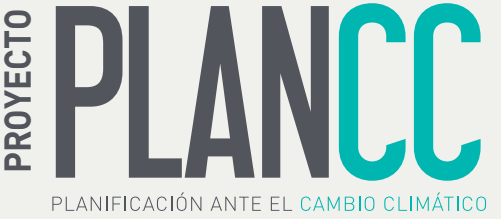 PROYECTO
PLANCC
PLANIFICACIÓN ANTE EL CAMBIO CLIMÁTICO